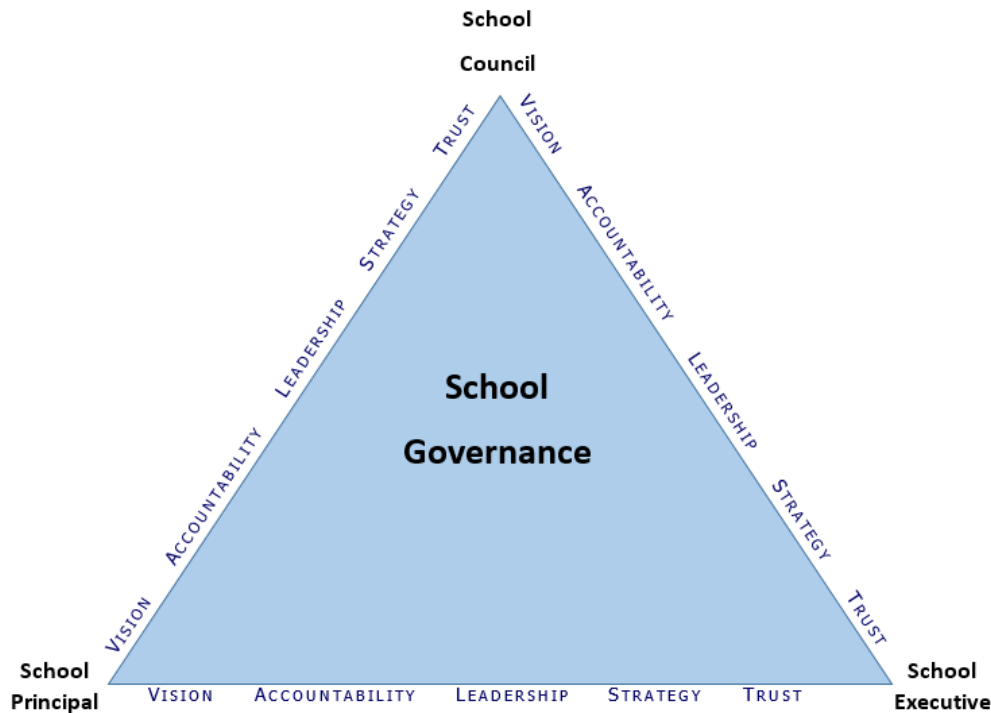 School
Council
Trust
Strategy
Leadership
Accountability
Vision
Vision
Accountability
Leadership
Strategy
Trust
School
Governance
School
Principal
Vision Accountability Leadership Strategy Trust
School
Executive